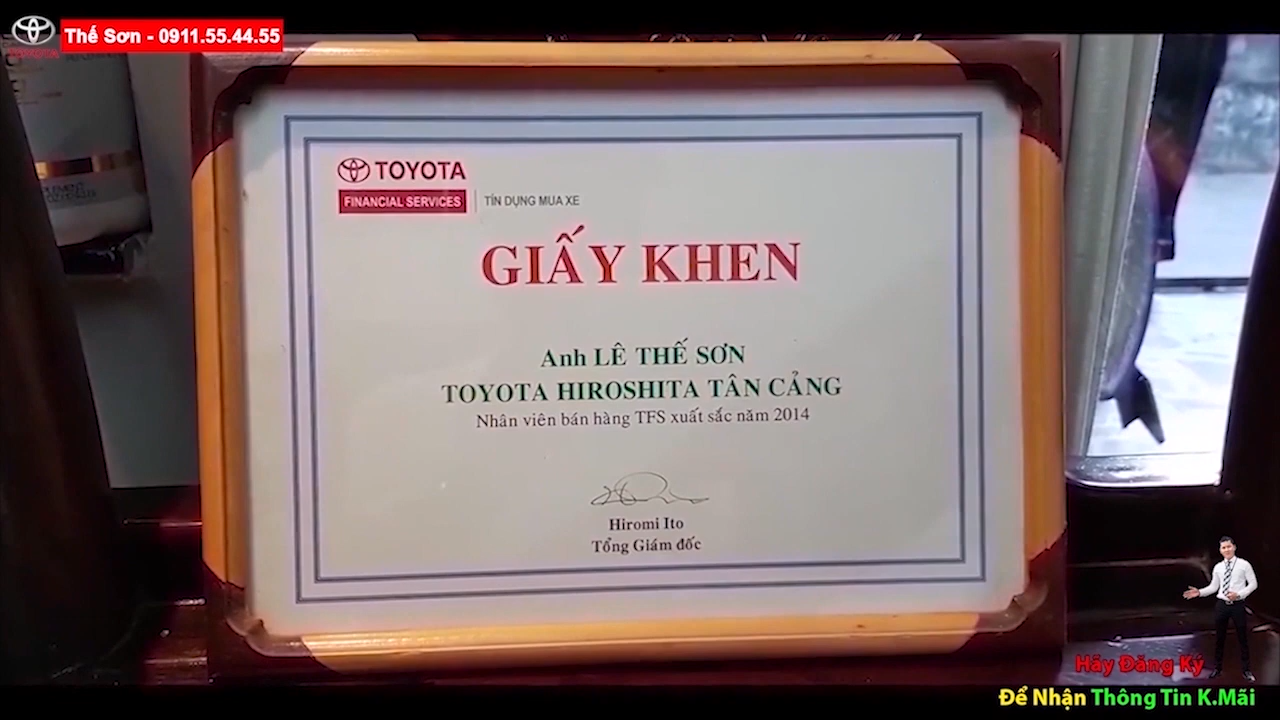 Thế Sơn - 0911.55.44.55
TOYOTA
TOYOTA
FINANCIAL SERVICES
TÍN DỤNG MUA XE
GIẤY KHEN
Anh LÊ THẾ SƠN
TOYOTA HIROSHITA TÂN CẢNG
Nhân viên bán hàng TFS xuất sắc năm 2014
Hiromi Ito
Tổng Giám đốc
Hãy Đăng Ký
Để Nhận Thông Tin K.Mãi